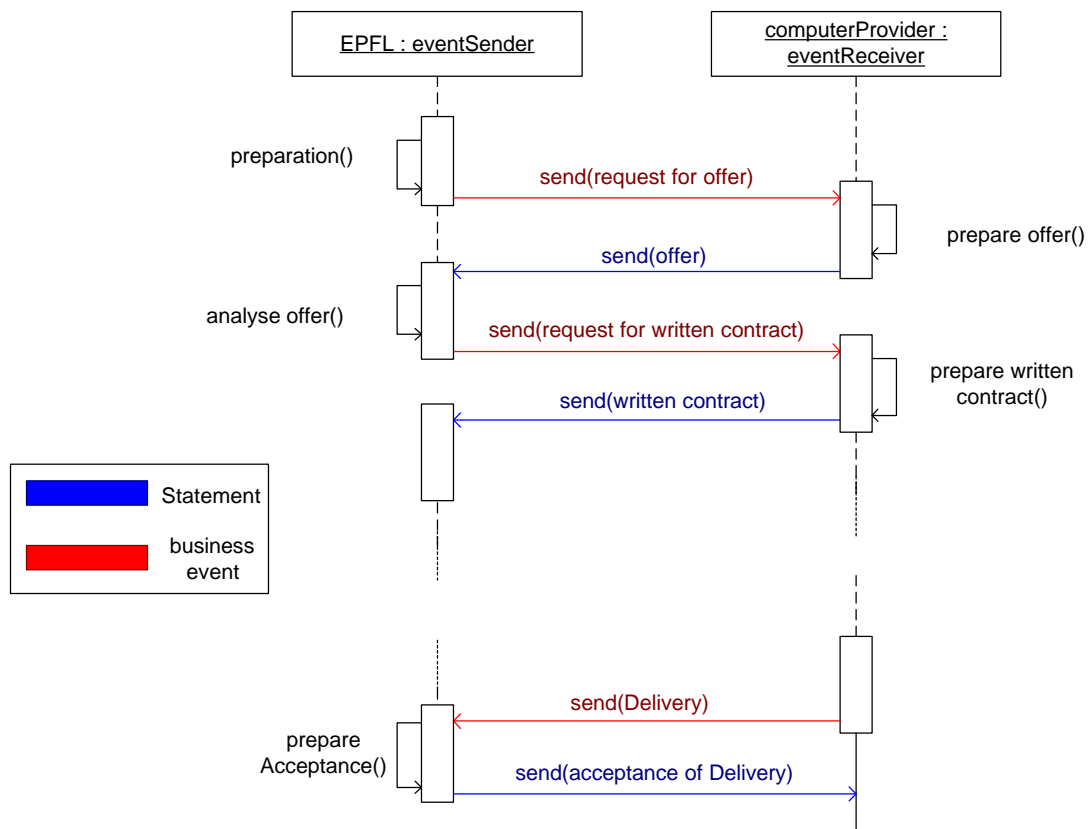 EPFL : eventSender
computerProvider :
eventReceiver
preparation()
send(request for offer)
prepare offer()
send(offer)
analyse offer()
send(request for written contract)
prepare written
contract()
send(written contract)
Statement
business
event
send(Delivery)
prepare
Acceptance()
send(acceptance of Delivery)